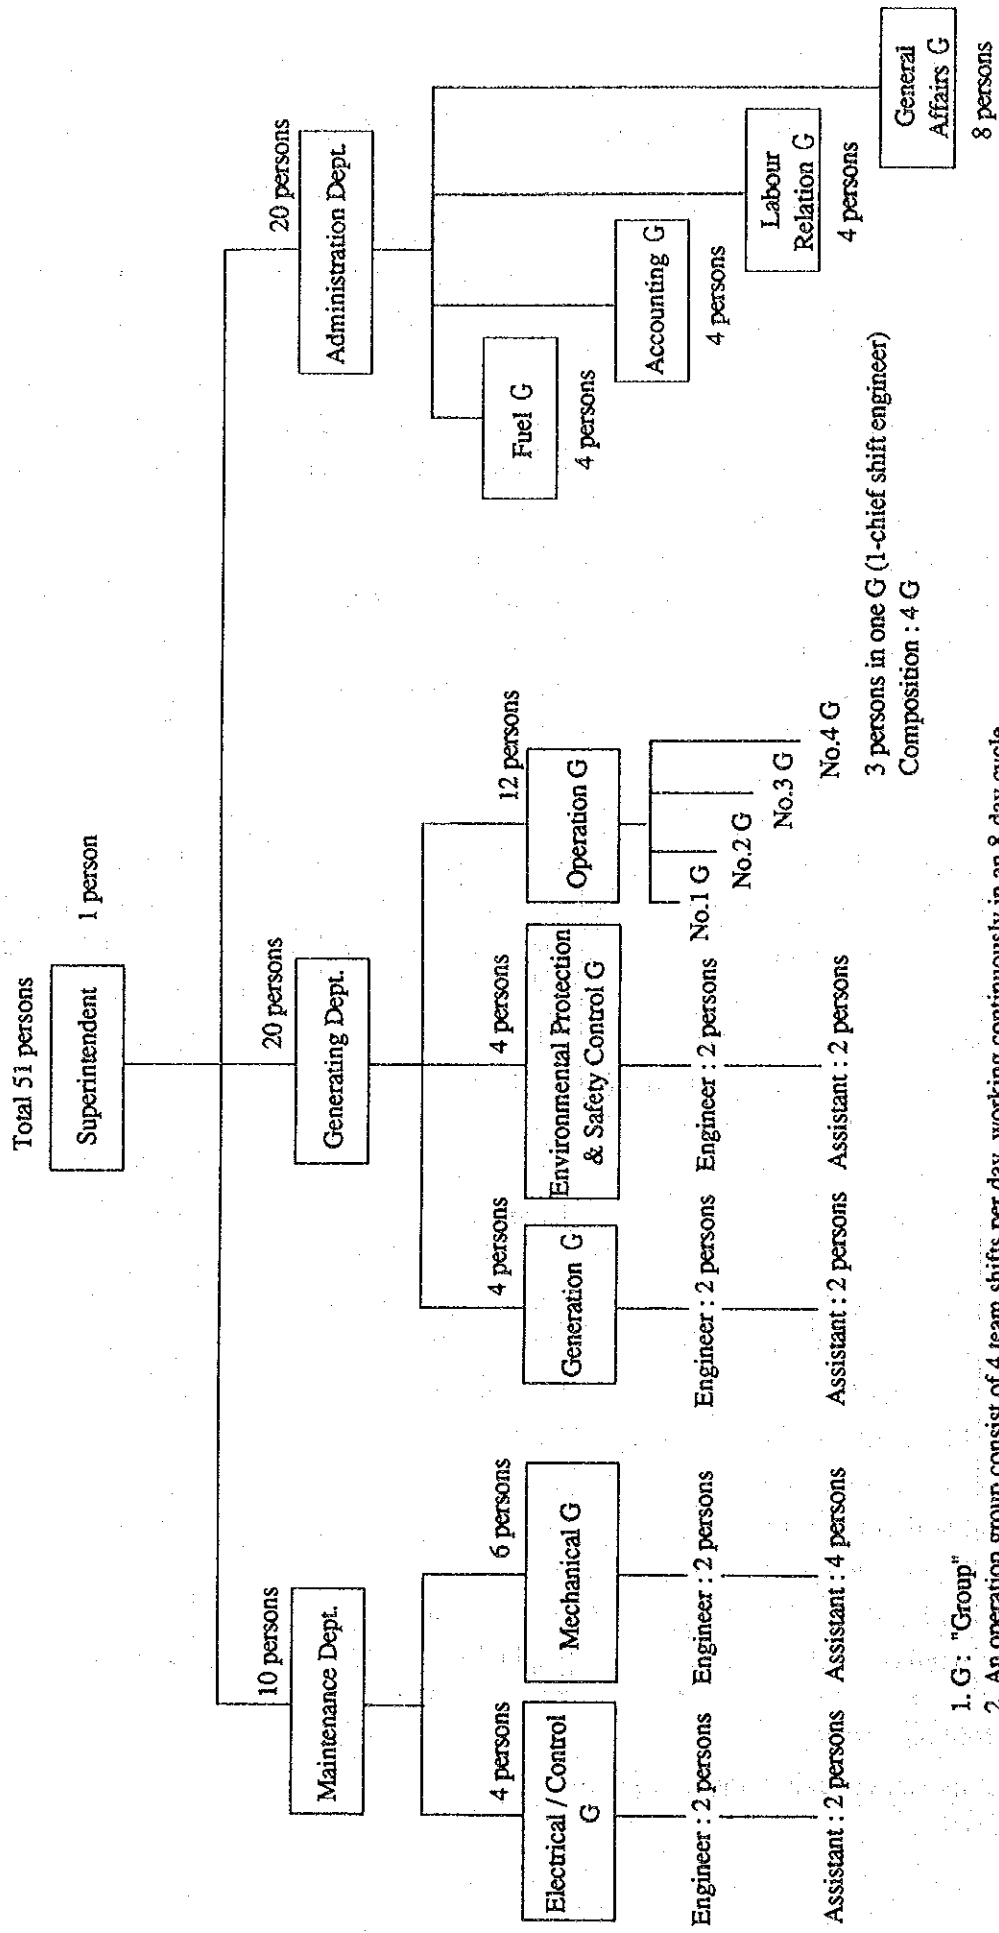 Total 51 persons
Superintendent
1 person
10 persons
Maintenance Dept.
20 persons
Generating Dept.
20 persons
Administration Dept.
4 persons
Electrical / Control
G
6 persons
Mechanical G
4 persons
Generation G
4 persons
Environmental Protection
& Safety Control G
12 persons
Operation G
Fuel G
4 persons
Accounting G
4 persons
Labour
Relation G
4 persons
General
Affairs G
8 persons
Engineer : 2 persons
Engineer : 2 persons
Engineer : 2 persons
Engineer : 2 persons
Assistant : 2 persons
Assistant : 4 persons
Assistant : 2 persons
Assistant : 2 persons
No.1 G
No.2 G
No.3 G
No.4 G
3 persons in one G (1-chief shift engineer)
Composition : 4 G
1. G : "Group"
2. An operation group consist of 4 team shifts per day, working continuously in an 8 day cycle